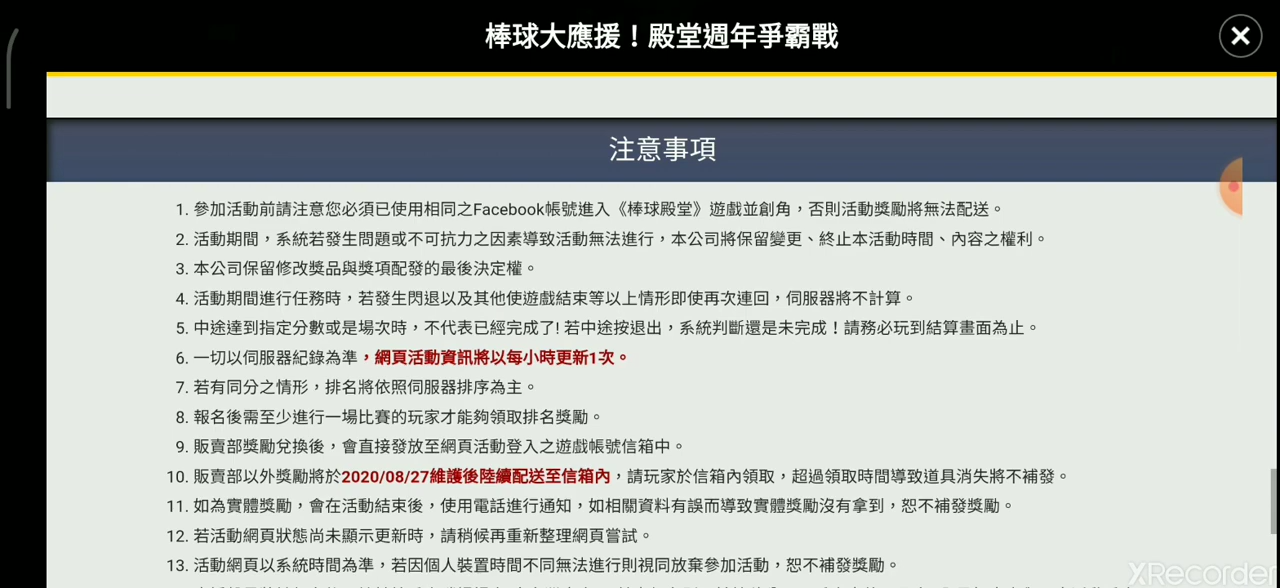 棒球大應援！殿堂週年爭霸戰
注意事項
1. 參加活動前請注意您必須已使用相同之Facebook帳號進入《棒球殿堂》遊戲並創角，否則活動獎勵將無法配送。
2. 活動期間，系統若發生問題或不可抗力之因素導致活動無法進行，本公司將保留變更、終止本活動時間、內容之權利。
3. 本公司保留修改獎品與獎項配發的最後決定權。
4. 活動期間進行任務時，若發生閃退以及其他使遊戲結束等以上情形即使再次連回，伺服器將不計算。
5. 中途達到指定分數或是場次時，不代表已經完成了! 若中途按退出，系統判斷還是未完成！請務必玩到結算畫面為止。
6. 一切以伺服器紀錄為準，網頁活動資訊將以每小時更新1次。
7. 若有同分之情形，排名將依照伺服器排序為主。
8. 報名後需至少進行一場比賽的玩家才能夠領取排名獎勵。
9. 販賣部獎勵兌換後，會直接發放至網頁活動登入之遊戲帳號信箱中。
10. 販賣部以外獎勵將於2020/08/27維護後陸續配送至信箱內，請玩家於信箱內領取，超過領取時間導致道具消失將不補發。
11. 如為實體獎勵，會在活動結束後，使用電話進行通知，如相關資料有誤而導致實體獎勵沒有拿到，恕不補發獎勵。
12. 若活動網頁狀態尚未顯示更新時，請稍候再重新整理網頁嘗試。
13. 活動網頁以系統時間為準，若因個人裝置時間不同無法進行則視同放棄參加活動，恕不補發獎勵。
XRecorder